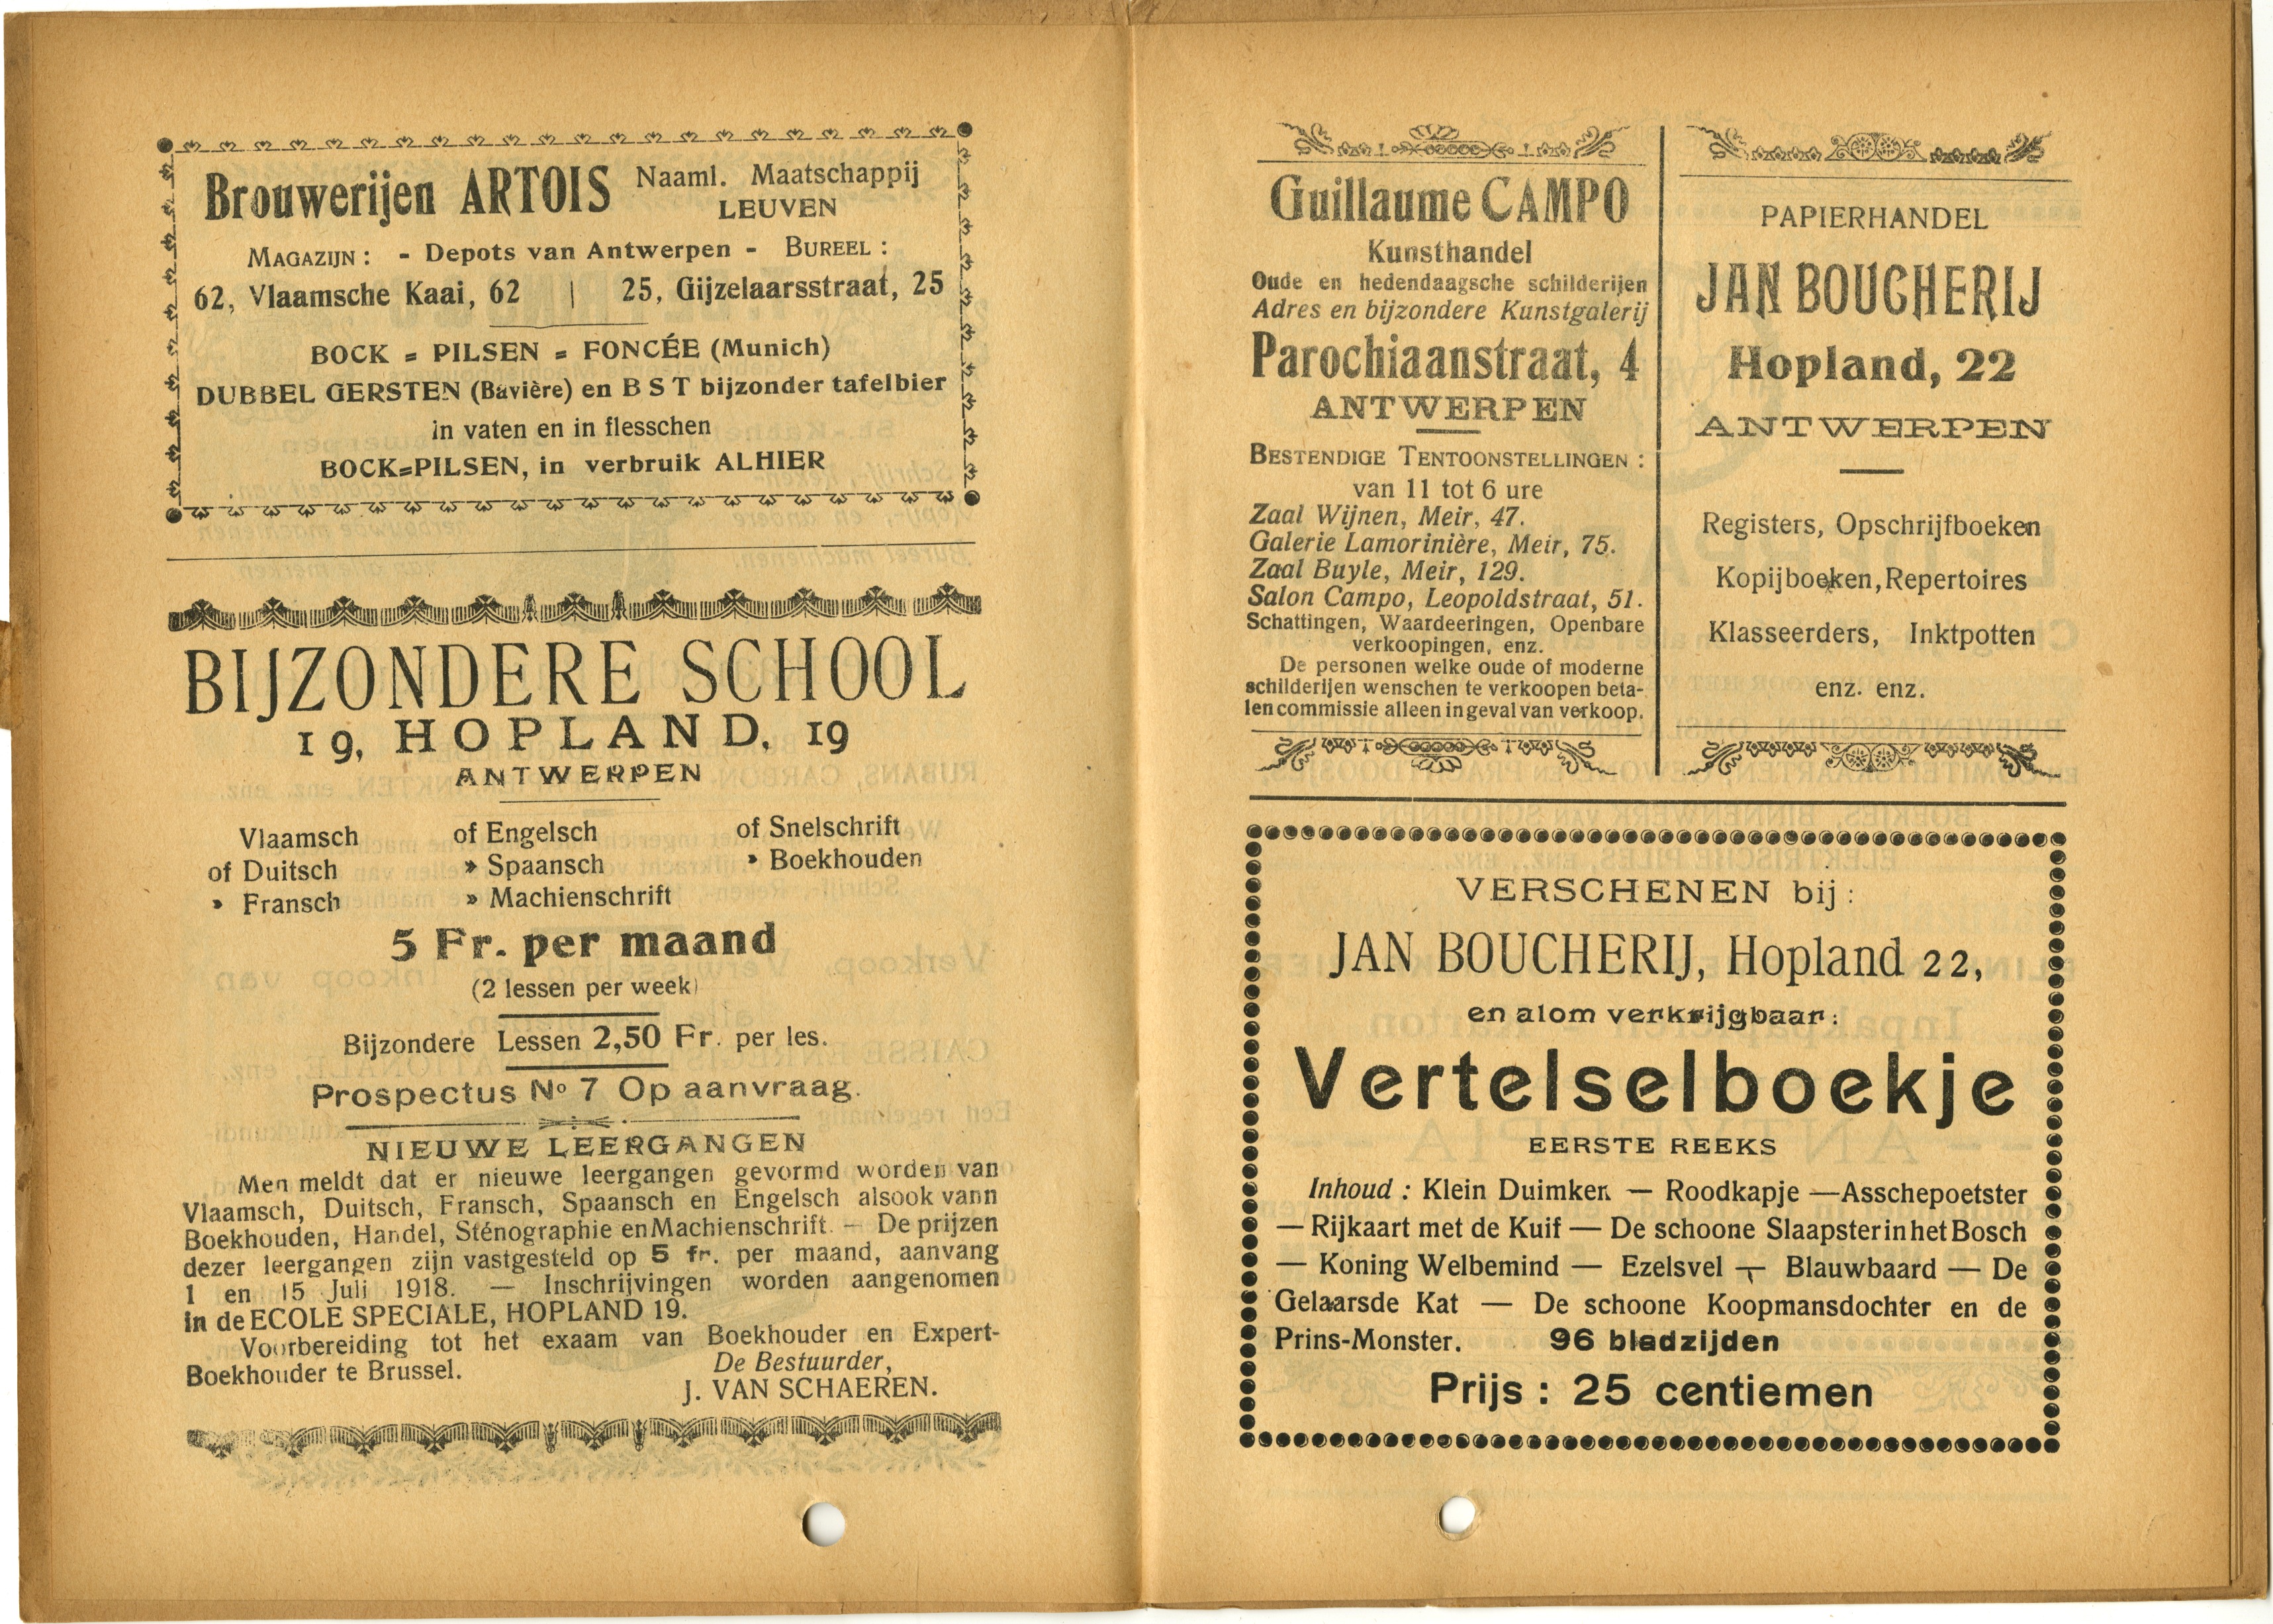 Brouwerijen ARTOIS Naaml. Maatschappij
LEUVEN
MAGAZIJN : - Depots van Antwerpen - BUREEL :
62, Vlaamsche Kaai, 62 | 25, Gijzelaarsstraat, 25
BOCK = PILSEN = FONCÉE (Munich)
DUBBEL GERSTEN (Bavière) en B S T bijzonder tafelbier
in vaten en in flesschen
BOCK=PILSEN, in verbruik ALHIER
BIJZONDERE SCHOOL
19, HOPLAND, 19
ANTWERPEN
Vlaamsch of Engelsch of Snelschrift
of Duitsch » Spaansch » Boekhouden
» Fransch » Machienschrift
5 Fr. per maand
(2 lessen per week)
Bijzondere Lessen 2,50 Fr. per les.
Prospectus No 7 Op aanvraag.
NIEUWE LEERGANGEN
Men meldt dat er nieuwe leergangen gevormd worden van
Vlaamsch, Duitsch, Fransch, Spaansch en Engelsch alsook vann
Boekhouden, Handel, Sténographie en Machienschrift. — De prijzen
dezer leergangen zijn vastgesteld op 5 fr. per maand, aanvang
1 en 15 Juli 1918. — Inschrijvingen worden aangenomen
in de ECOLE SPECIALE, HOPLAND 19.
Voorbereiding tot het exaam van Boekhouder en Expert-
Boekhouder te Brussel.
De Bestuurder,
J. VAN SCHAEREN.
Guillaume CAMPO
Kunsthandel
Oude en hedendaagsche schilderijen
Adres en bijzondere Kunstgalerij
Parochiaanstraat, 4
ANTWERPEN
BESTENDIGE TENTOONSTELLINGEN :
van 11 tot 6 ure
Zaal Wijnen, Meir, 47.
Galerie Lamorinière, Meir, 75.
Zaal Buyle, Meir, 129.
Salon Campo, Leopoldstraat, 51.
Schattingen, Waardeeringen, Openbare
verkoopingen, enz.
De personen welke oude of moderne
schilderijen wenschen te verkoopen beta-
len commissie alleen in geval van verkoop.
PAPIERHANDEL
JAN BOUCHERIJ
Hopland, 22
ANTWERPEN
Registers, Opschrijfboeken
Kopijboeken, Repertoires
Klasseerders, Inktpotten
enz. enz.
VERSCHENEN bij :
JAN BOUCHERIJ, Hopland 22,
en alom verkrijgbaar :
Vertelselboekje
EERSTE REEKS
Inhoud : Klein Duimken — Roodkapje — Asschepoetster
— Rijkaart met de Kuif — De schoone Slaapster in het Bosch
— Koning Welbemind — Ezelsvel — Blauwbaard — De
Gelaarsde Kat — De schoone Koopmansdochter en de
Prins-Monster. 96 bladzijden
Prijs : 25 centiemen